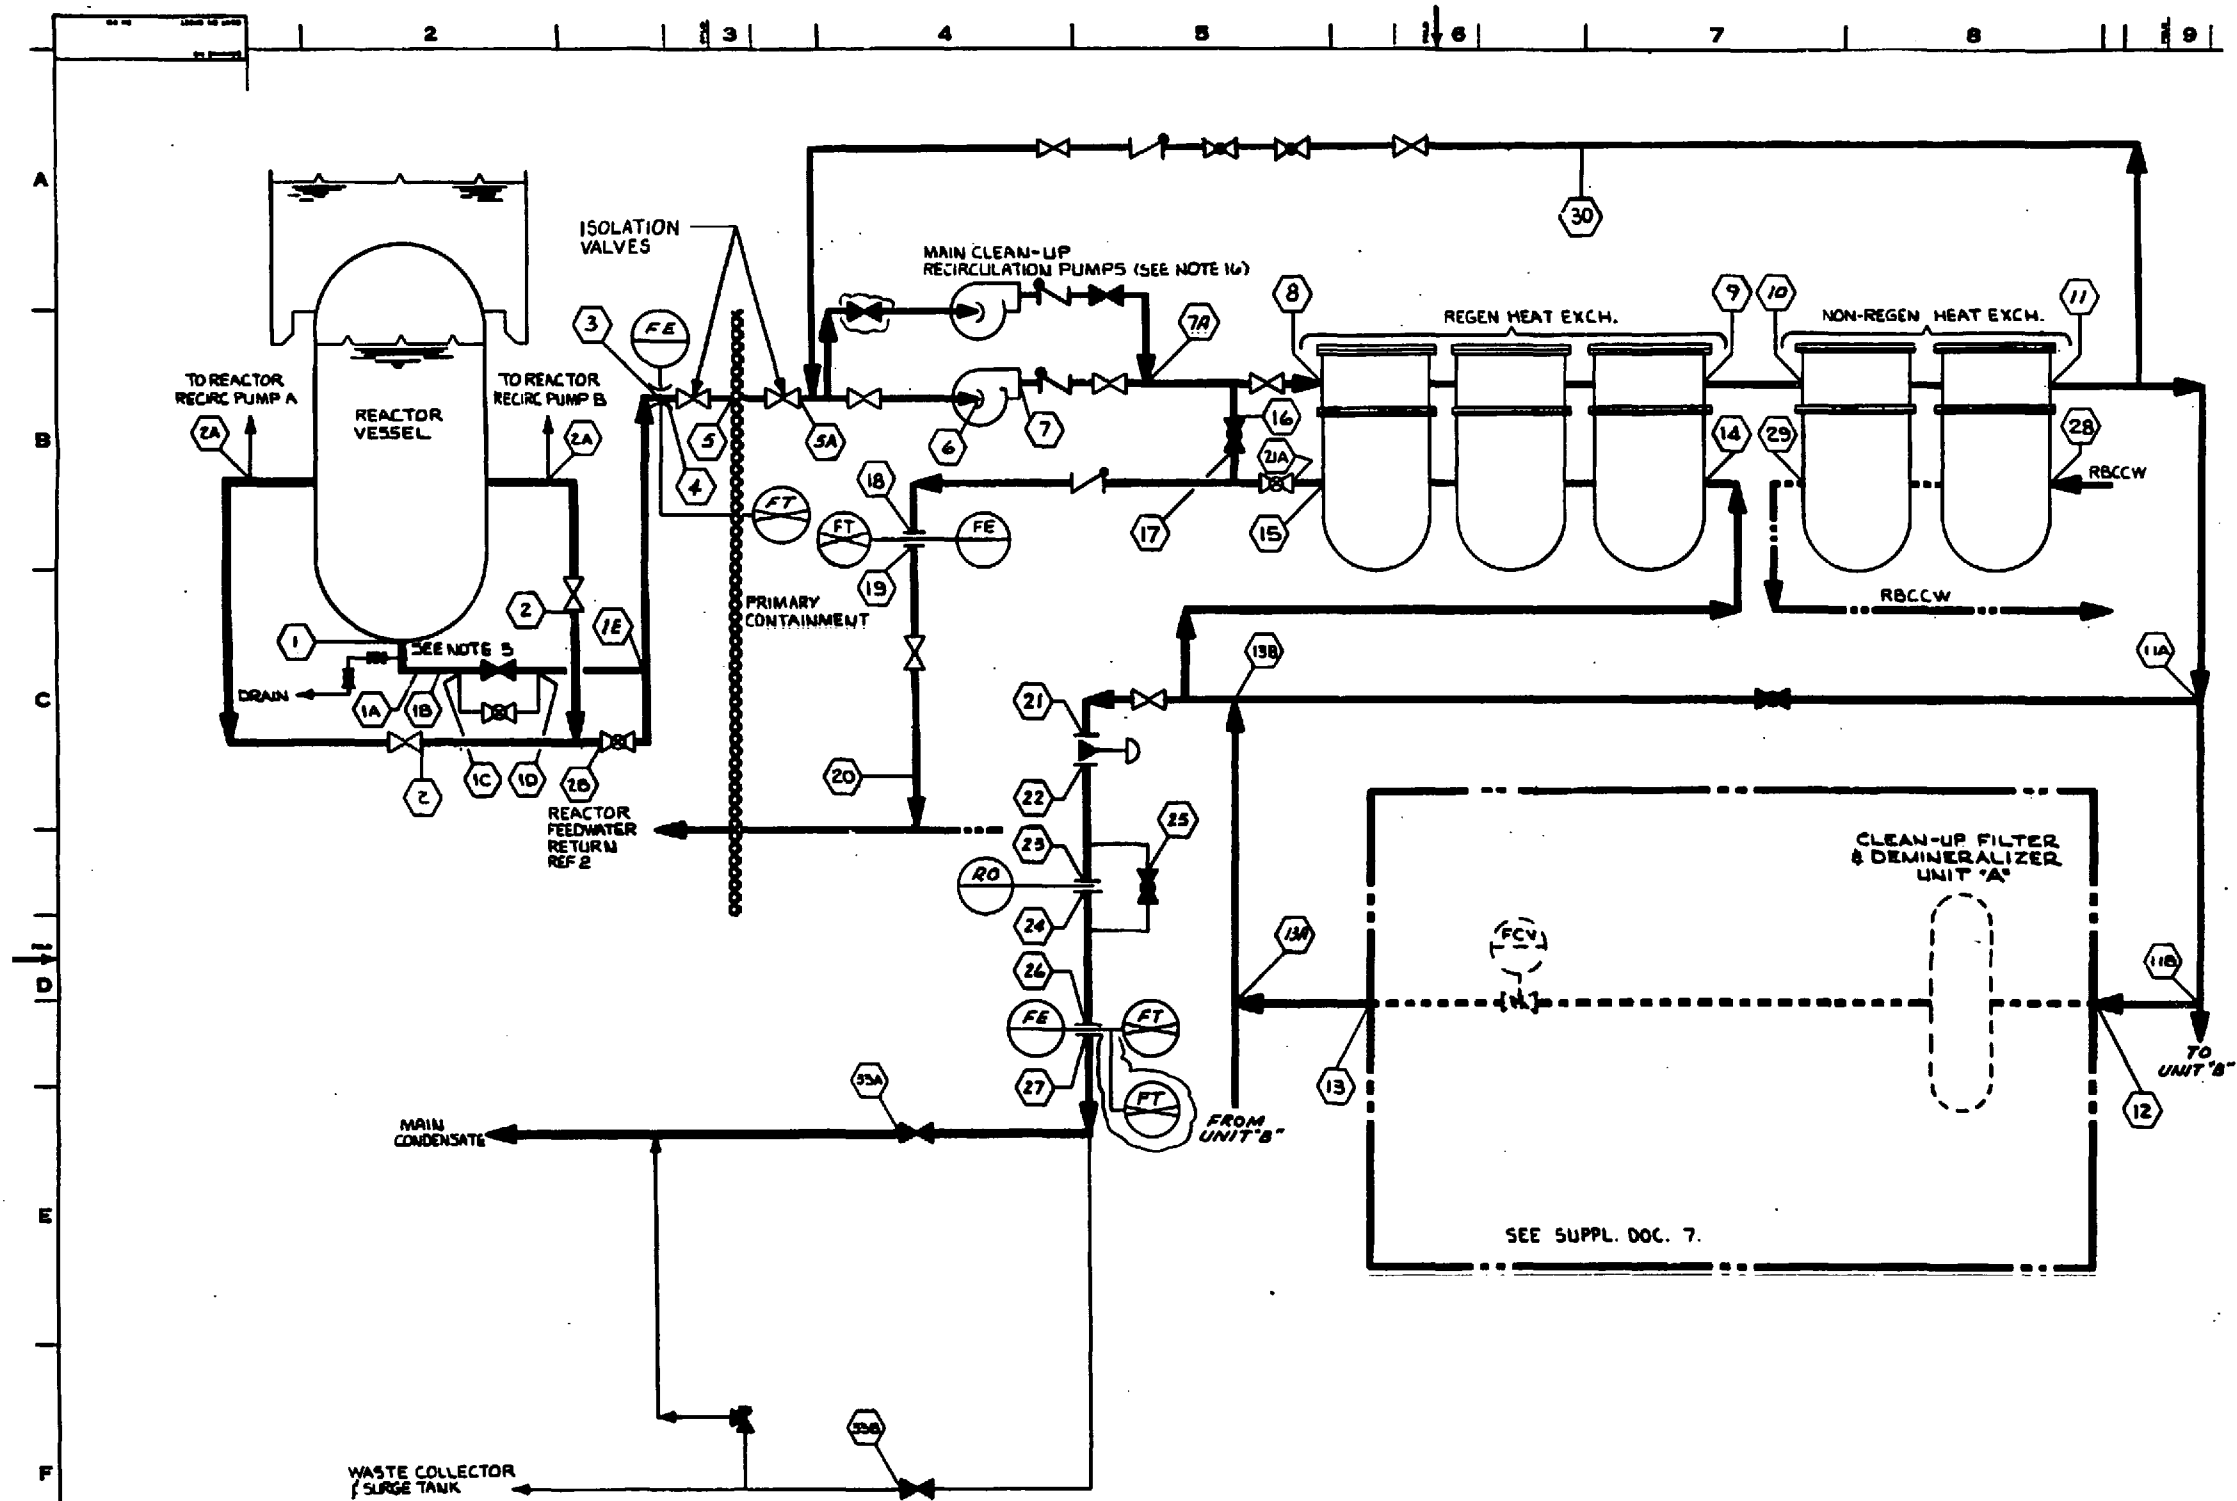 2
3
4
5
6
7
8
9
A
30
ISOLATION
VALVES
MAIN CLEAN-UP
RECIRCULATION PUMPS (SEE NOTE 16)
8
9
10
11
3
FE
7A
REGEN HEAT EXCH.
NON-REGEN HEAT EXCH.
TO REACTOR
RECIRC PUMP A
TO REACTOR
RECIRC PUMP B
REACTOR
VESSEL
2A
2A
B
4
5
5A
6
7
16
21A
14
29
28
RBCCW
18
FT
FT
FE
17
15
19
PRIMARY
CONTAINMENT
RBCCW
2
1E
1
SEE NOTE 5
13B
11A
DRAIN
C
1A
1B
21
1C
1D
2B
2
20
22
REACTOR
FEEDWATER
RETURN
REF 2
23
25
CLEAN-UP FILTER
& DEMINERALIZER
UNIT "A"
RO
24
13A
FCV
D
26
11B
FE
FT
TO
UNIT "B"
27
13
12
FT
33A
MAIN
CONDENSATE
FROM
UNIT "B"
E
SEE SUPPL. DOC. 7.
33B
F
WASTE COLLECTOR
& SURGE TANK